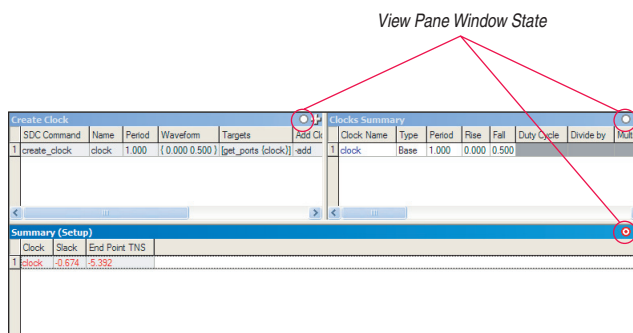 View Pane Window State
Create Clock
SDC Command Name Period Waveform Targets Add Clo
1 create_clock clock 1.000 { 0.000 0.500 } [get_ports {clock}] -add
Clocks Summary
Clock Name Type Period Rise Fall Duty Cycle Divide by Mult
1 clock Base 1.000 0.000 0.500
Summary (Setup)
Clock Slack End Point TNS
1 clock -0.674 -5.392